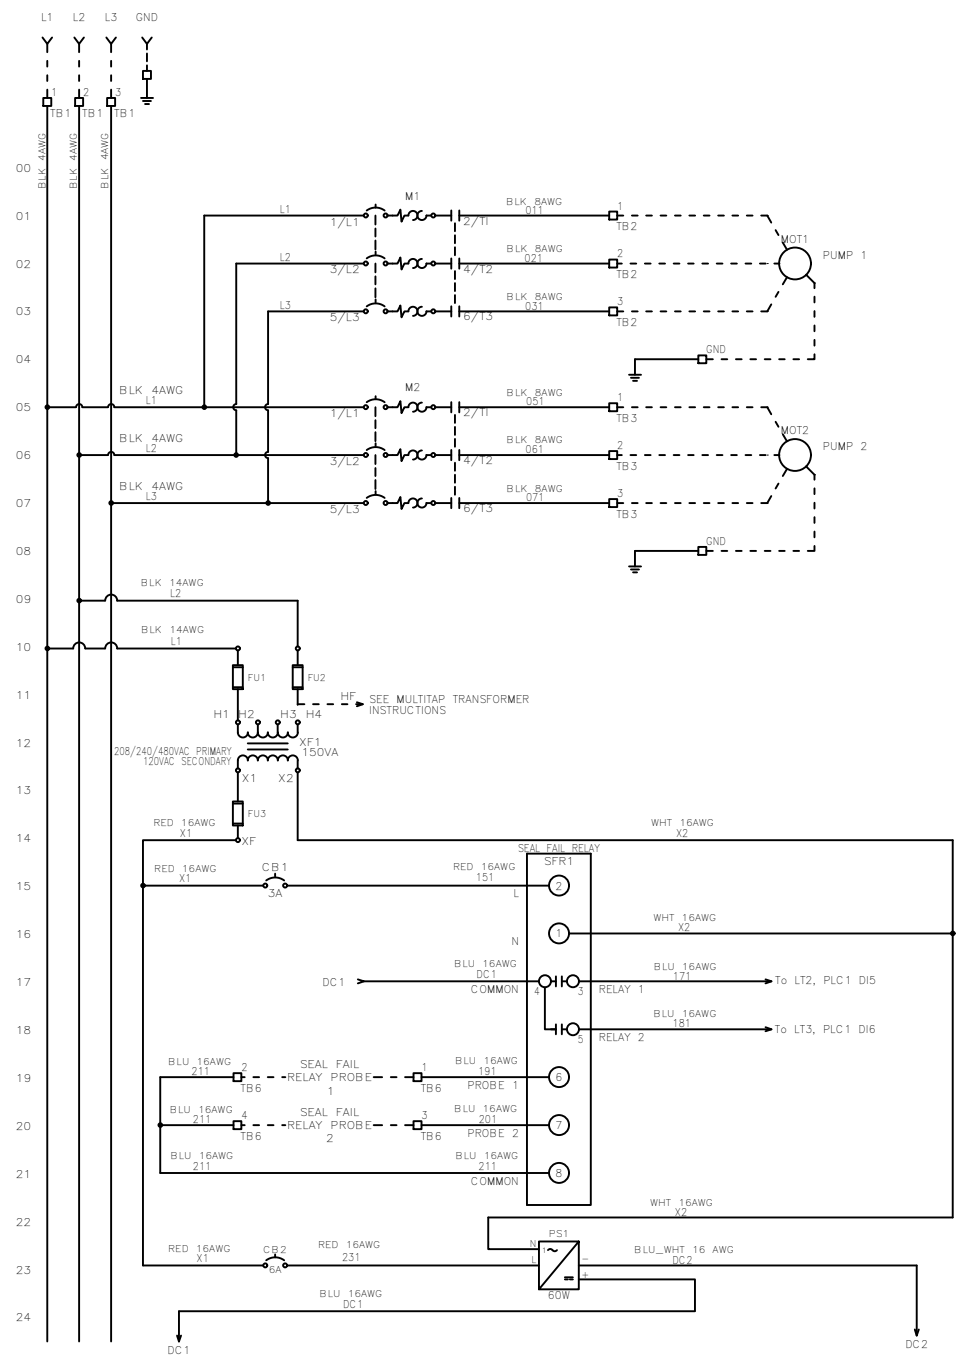 L1 L2 L3 GND
1 2 3
TB1 TB1 TB1
BLK 4AWG BLK 4AWG BLK 4AWG
00
M1
01 L1 1/L1 2/T1 BLK 8AWG 011 1 TB2
MOT1
PUMP 1
02 L2 3/L2 4/T2 BLK 8AWG 021 2 TB2
03 L3 5/L3 6/T3 BLK 8AWG 031 3 TB2
04 GND
M2
05 BLK 4AWG L1 1/L1 2/T1 BLK 8AWG 051 1 TB3
MOT2
PUMP 2
06 BLK 4AWG L2 3/L2 4/T2 BLK 8AWG 061 2 TB3
07 BLK 4AWG L3 5/L3 6/T3 BLK 8AWG 071 3 TB3
08 GND
BLK 14AWG
09 L2
BLK 14AWG
10 L1
FU1 FU2
11 HF SEE MULTITAP TRANSFORMER
INSTRUCTIONS
H1 H2 H3 H4
12 XF1
208/240/480VAC PRIMARY 150VA
120VAC SECONDARY
X1 X2
13
FU3
RED 16AWG WHT 16AWG
14 X1 XF X2
SEAL FAIL RELAY
SFR1
RED 16AWG CB1 RED 16AWG
15 X1 3A 151 L 2
WHT 16AWG
16 N 1 X2
BLU 16AWG BLU 16AWG
17 DC1 DC1 171 To LT2, PLC1 DI5
COMMON 4 3 RELAY 1
BLU 16AWG
18 181 To LT3, PLC1 DI6
5 RELAY 2
BLU 16AWG 2 SEAL FAIL 1 BLU 16AWG
19 211 TB6 RELAY PROBE TB6 191 6
1 PROBE 1
BLU 16AWG 4 SEAL FAIL 3 BLU 16AWG
20 211 TB6 RELAY PROBE TB6 201 7
2 PROBE 2
BLU 16AWG BLU 16AWG
21 211 211 8
COMMON
WHT 16AWG
22 X2
PS1
RED 16AWG CB2 RED 16AWG N BLU_WHT 16 AWG
23 X1 6A 231 L 1 ~ - DC2
+
BLU 16AWG 60W
DC1
24
DC1 DC2